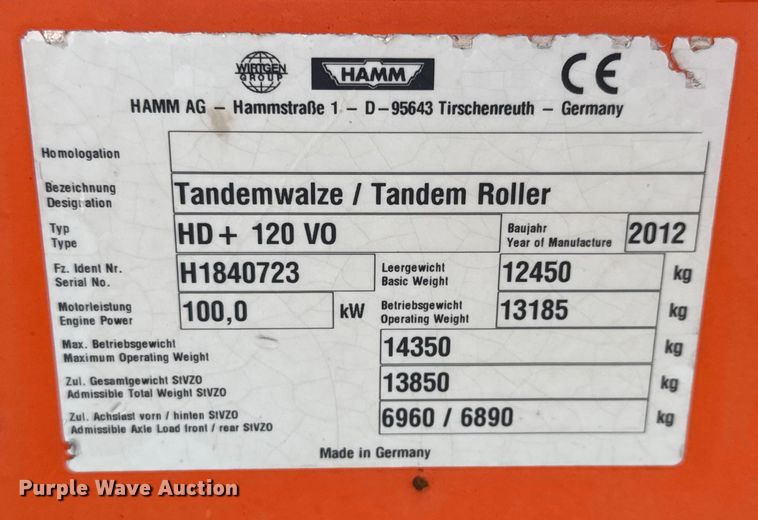 WIRTGEN GROUP HAMM CE
HAMM AG – Hammstraße 1 – D–95643 Tirschenreuth – Germany
Homologation
Bezeichnung
Designation
Tandemwalze / Tandem Roller
Typ
Type
HD+ 120 VO
Baujahr
Year of Manufacture
2012
Fz. Ident Nr.
Serial No.
H1840723
Leergewicht
Basic Weight
12450 kg
Motorleistung
Engine Power
100,0 kW
Betriebsgewicht
Operating Weight
13185 kg
Max. Betriebsgewicht
Maximum Operating Weight
14350 kg
Zul. Gesamtgewicht StVZO
Admissible Total Weight StVZO
13850 kg
Zul. Achslast vorn / hinten StVZO
Admissible Axle Load front / rear StVZO
6960 / 6890 kg
Made in Germany
Purple Wave Auction